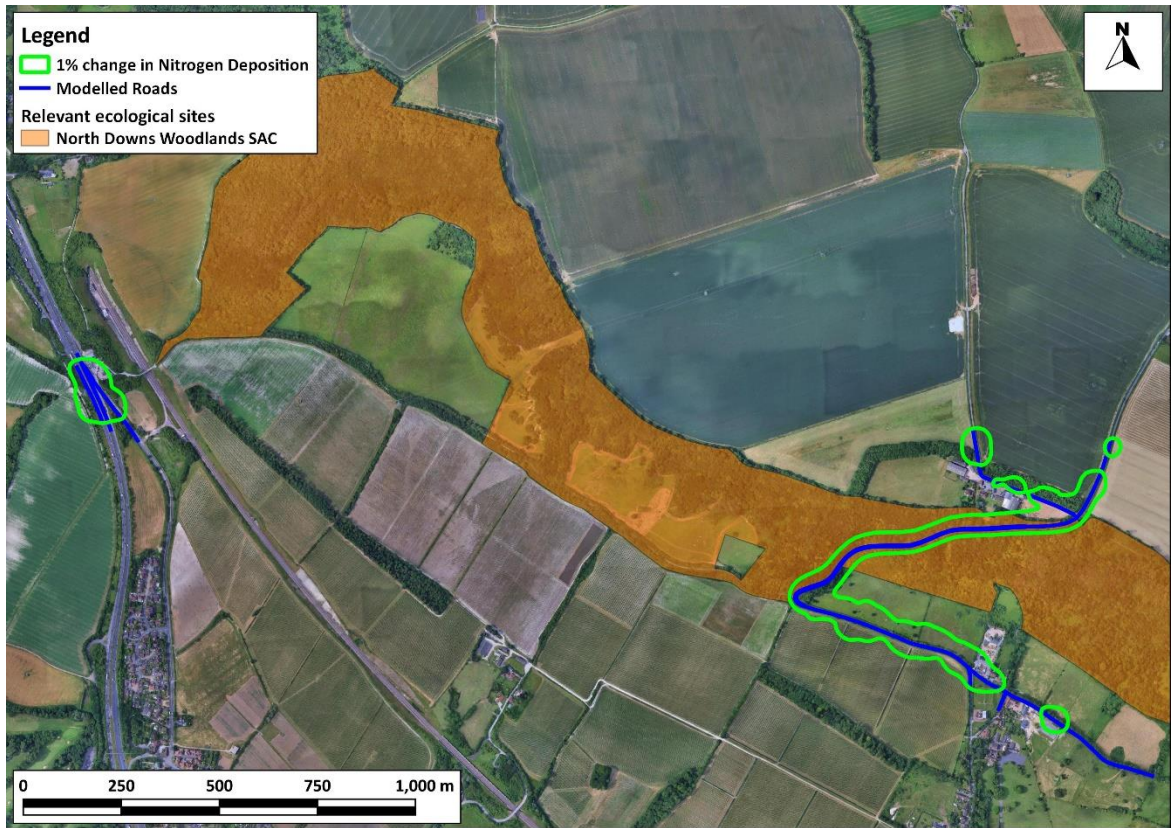 Legend
1% change in Nitrogen Deposition
Modelled Roads
Relevant ecological sites
North Downs Woodlands SAC
N
0 250 500 750 1,000 m